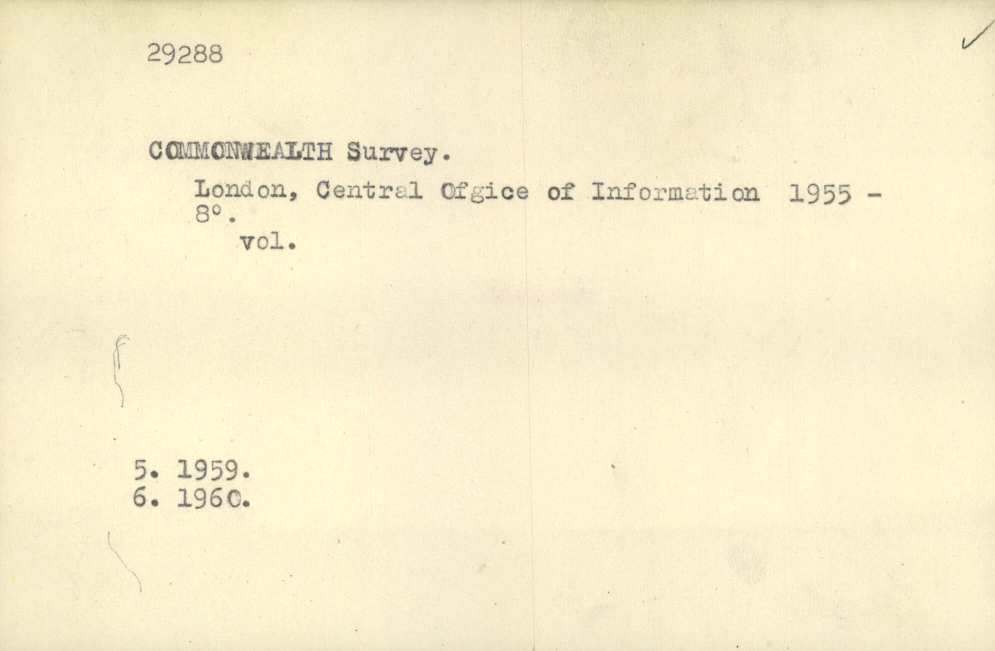 29288
COMMONWEALTH Survey.
London, Central Ofgice of Information 1955 -
8°.
vol.
5. 1959.
6. 1960.